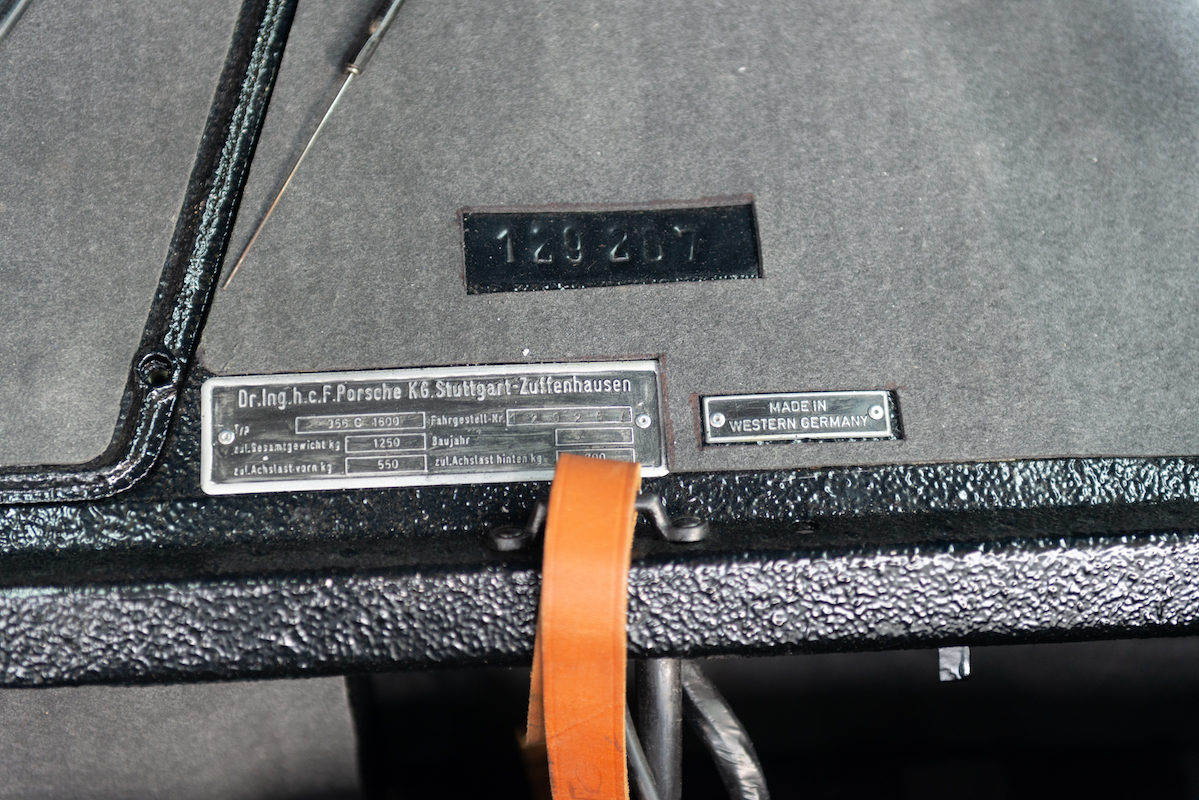 129 267
Dr.Ing.h.c.F.Porsche K.G.Stuttgart-Zuffenhausen
Typ 356 C 1600 Fahrgestell-Nr.
zul.Gesamtgewicht kg 1250 Baujahr
zul.Achslast vorn kg 550 zul.Achslast hinten kg
MADE IN
WESTERN GERMANY